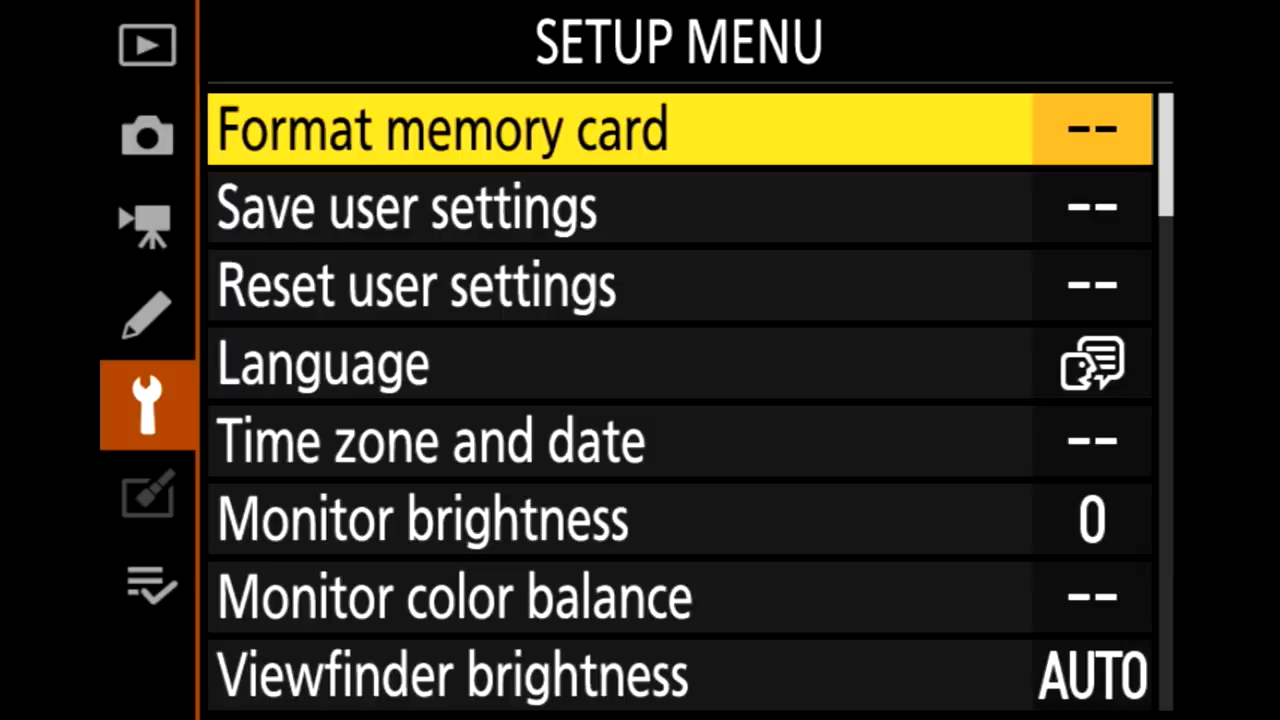 SETUP MENU
Format memory card --
Save user settings --
Reset user settings --
Language
Time zone and date --
Monitor brightness 0
Monitor color balance --
Viewfinder brightness AUTO